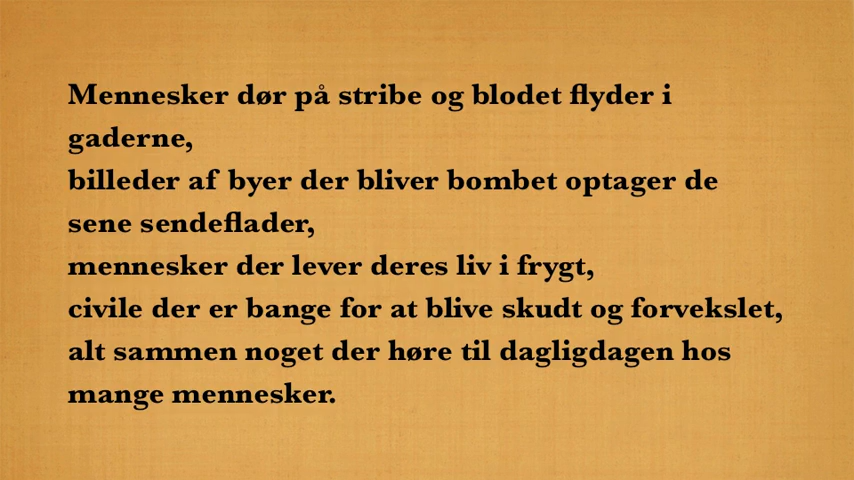 Mennesker dør på stribe og blodet flyder i
gaderne,
billeder af byer der bliver bombet optager de
sene sendeflader,
mennesker der lever deres liv i frygt,
civile der er bange for at blive skudt og forvekslet,
alt sammen noget der høre til dagligdagen hos
mange mennesker.